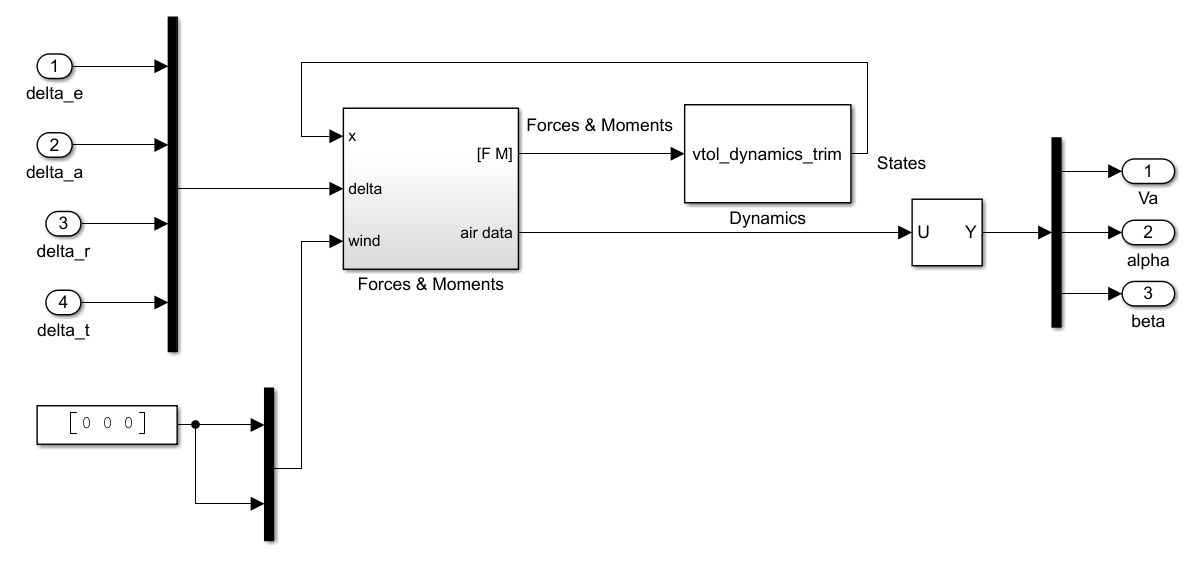 1
delta_e
2
delta_a
3
delta_r
4
delta_t
[0 0 0]
x
delta
wind
[F M]
air data
Forces & Moments
Forces & Moments
vtol_dynamics_trim
Dynamics
States
U Y
1
Va
2
alpha
3
beta